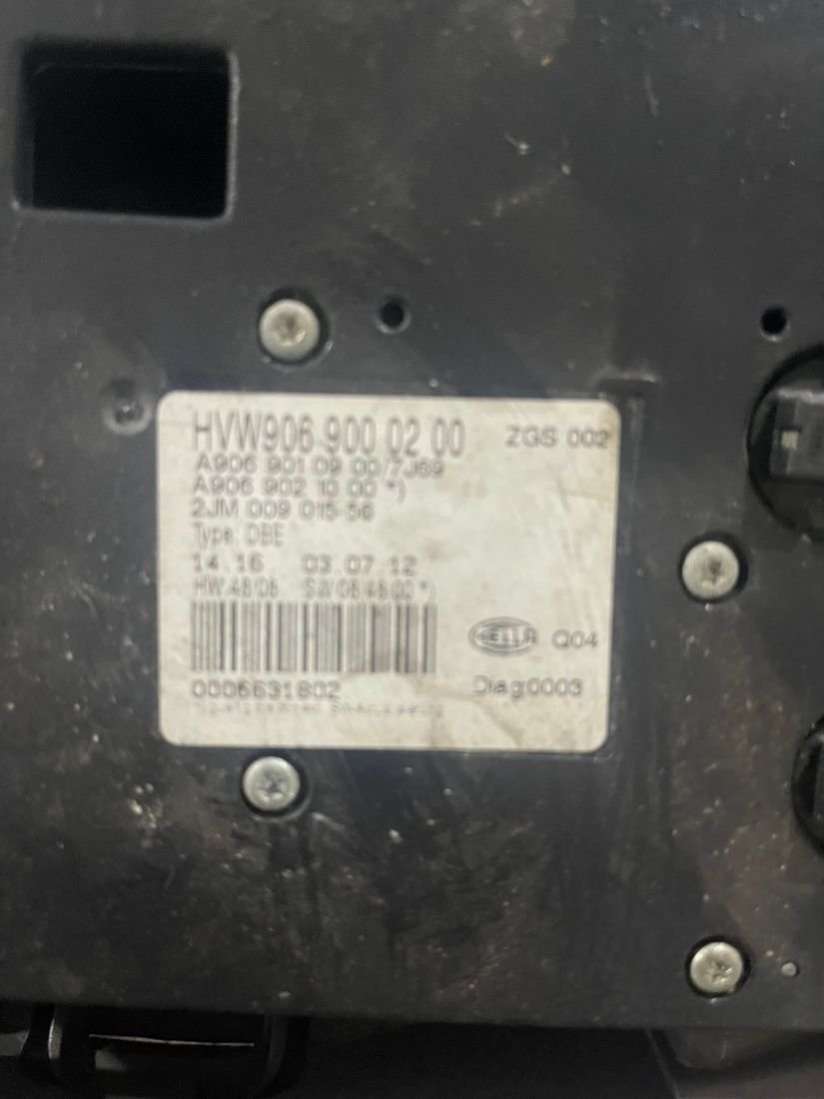 HVW906 900 02 00 ZGS 002
A906 901 09 00/7J69
A906 902 10 00 *)
2JM 009 015-56
Type: DBE
14.16 03.07.12
HW:48/08 SW:08/48/00 *)
HELLA Q04
0006631802 Diag0003